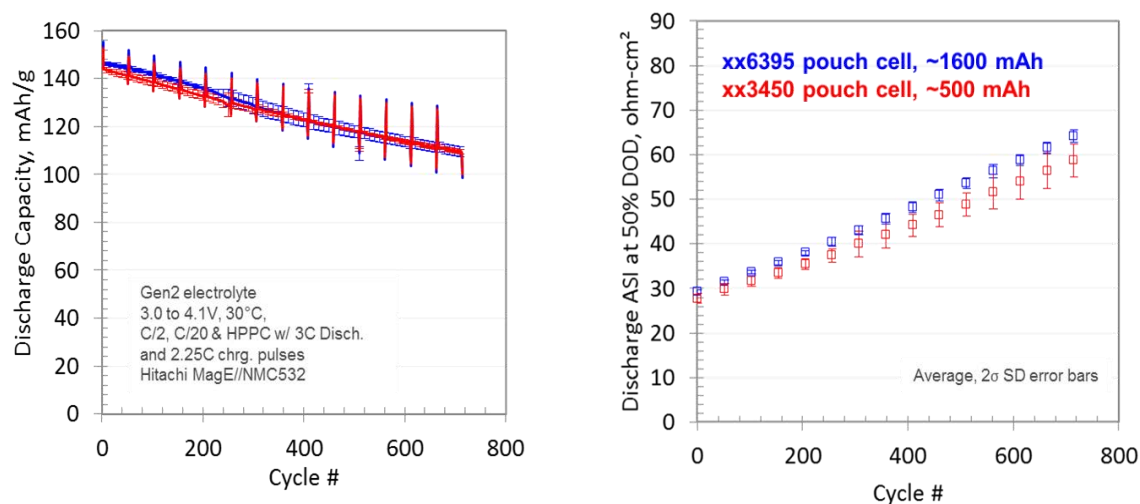 160
140
120
100
80
60
40
20
0
Discharge Capacity, mAh/g
Gen2 electrolyte
3.0 to 4.1V, 30°C,
C/2, C/20 & HPPC w/ 3C Disch.
and 2.25C chrg. pulses
Hitachi MagE//NMC532
0 200 400 600 800
Cycle #
90
80
70
60
50
40
30
20
10
0
Discharge ASI at 50% DOD, ohm-cm²
xx6395 pouch cell, ~1600 mAh
xx3450 pouch cell, ~500 mAh
Average, 2σ SD error bars
0 200 400 600 800
Cycle #